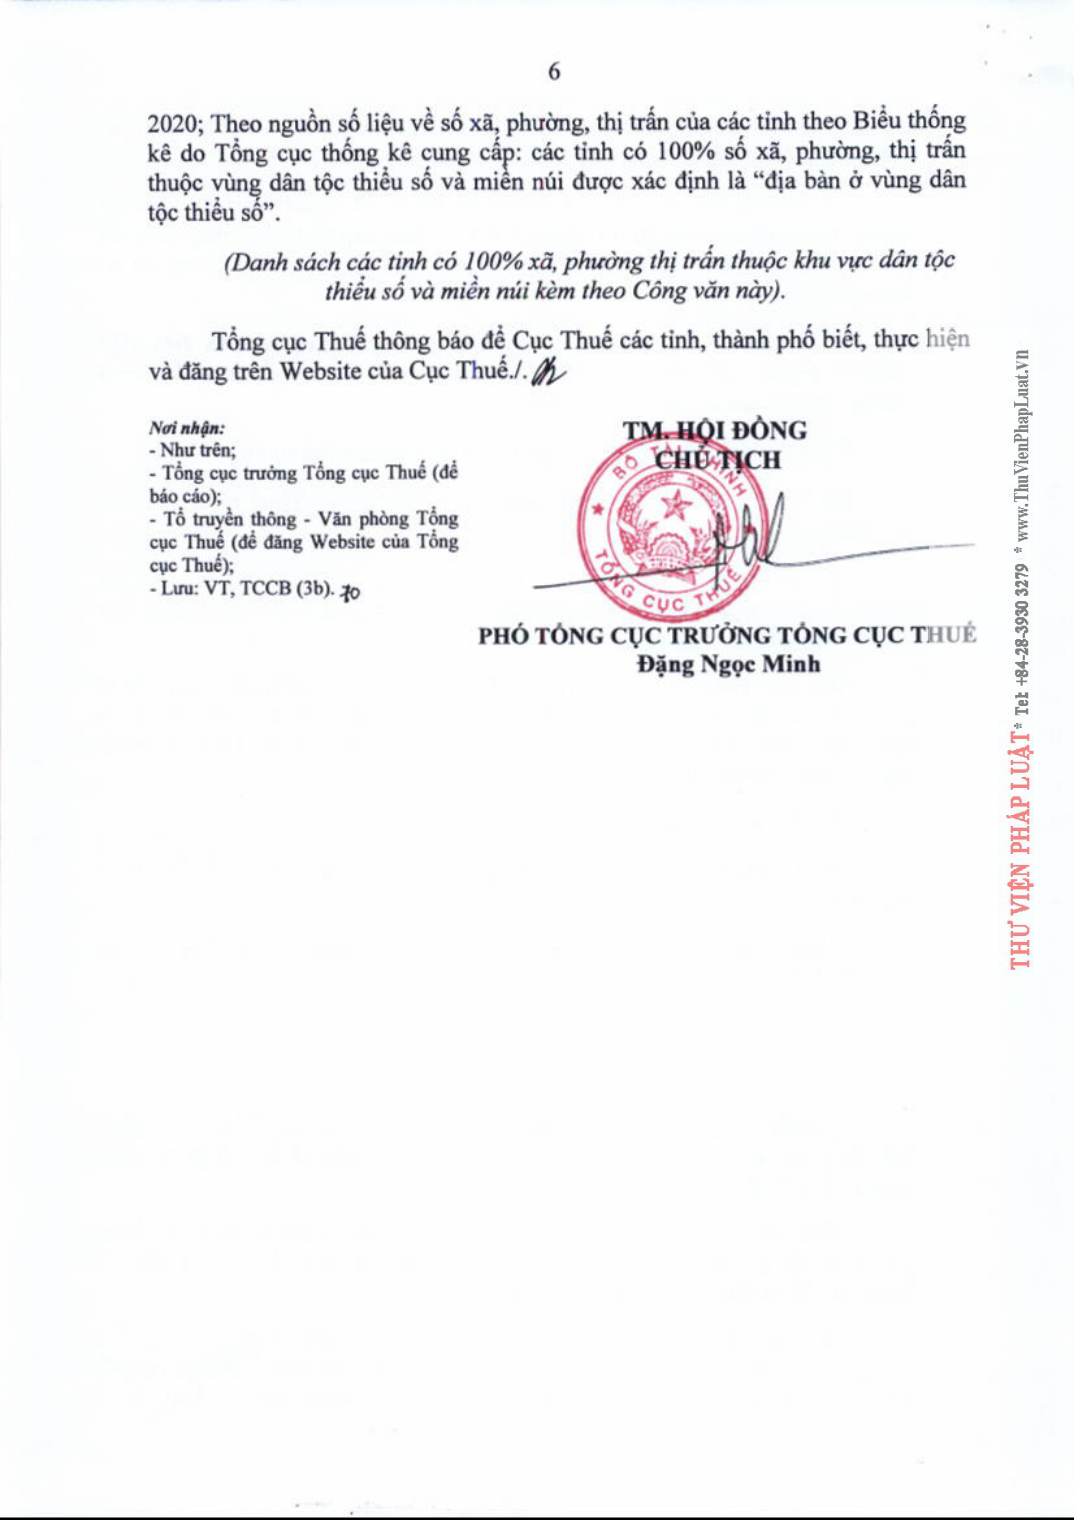 6
2020; Theo nguồn số liệu về số xã, phường, thị trấn của các tỉnh theo Biểu thống
kê do Tổng cục thống kê cung cấp: các tỉnh có 100% số xã, phường, thị trấn
thuộc vùng dân tộc thiểu số và miền núi được xác định là “địa bàn ở vùng dân
tộc thiểu số”.
(Danh sách các tỉnh có 100% xã, phường thị trấn thuộc khu vực dân tộc
thiểu số và miền núi kèm theo Công văn này).
Tổng cục Thuế thông báo để Cục Thuế các tỉnh, thành phố biết, thực hiện
và đăng trên Website của Cục Thuế./.
Nơi nhận:
- Như trên;
- Tổng cục trưởng Tổng cục Thuế (để
báo cáo);
- Tổ truyền thông - Văn phòng Tổng
cục Thuế (để đăng Website của Tổng
cục Thuế);
- Lưu: VT, TCCB (3b). 70
TM. HỘI ĐỒNG
CHỦ TỊCH
BỘ TÀI CHÍNH
TỔNG CỤC THUẾ
PHÓ TỔNG CỤC TRƯỞNG TỔNG CỤC THUẾ
Đặng Ngọc Minh
THƯ VIỆN PHÁP LUẬT * Tel: +84-28-3930 3279 * www.ThuVienPhapLuat.vn